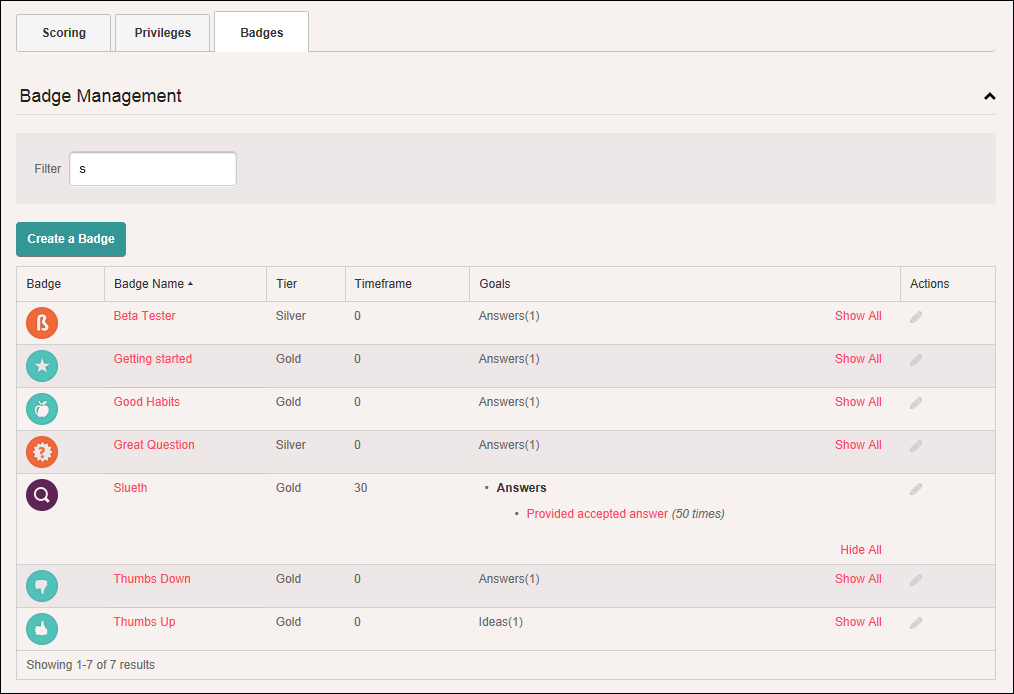 Scoring Privileges Badges
Badge Management
Filter s
Create a Badge
Badge Badge Name Tier Timeframe Goals Actions
ß Beta Tester Silver 0 Answers(1) Show All
Getting started Gold 0 Answers(1) Show All
Good Habits Gold 0 Answers(1) Show All
? Great Question Silver 0 Answers(1) Show All
Slueth Gold 30 • Answers
• Provided accepted answer (50 times)
Hide All
Thumbs Down Gold 0 Answers(1) Show All
Thumbs Up Gold 0 Ideas(1) Show All
Showing 1-7 of 7 results